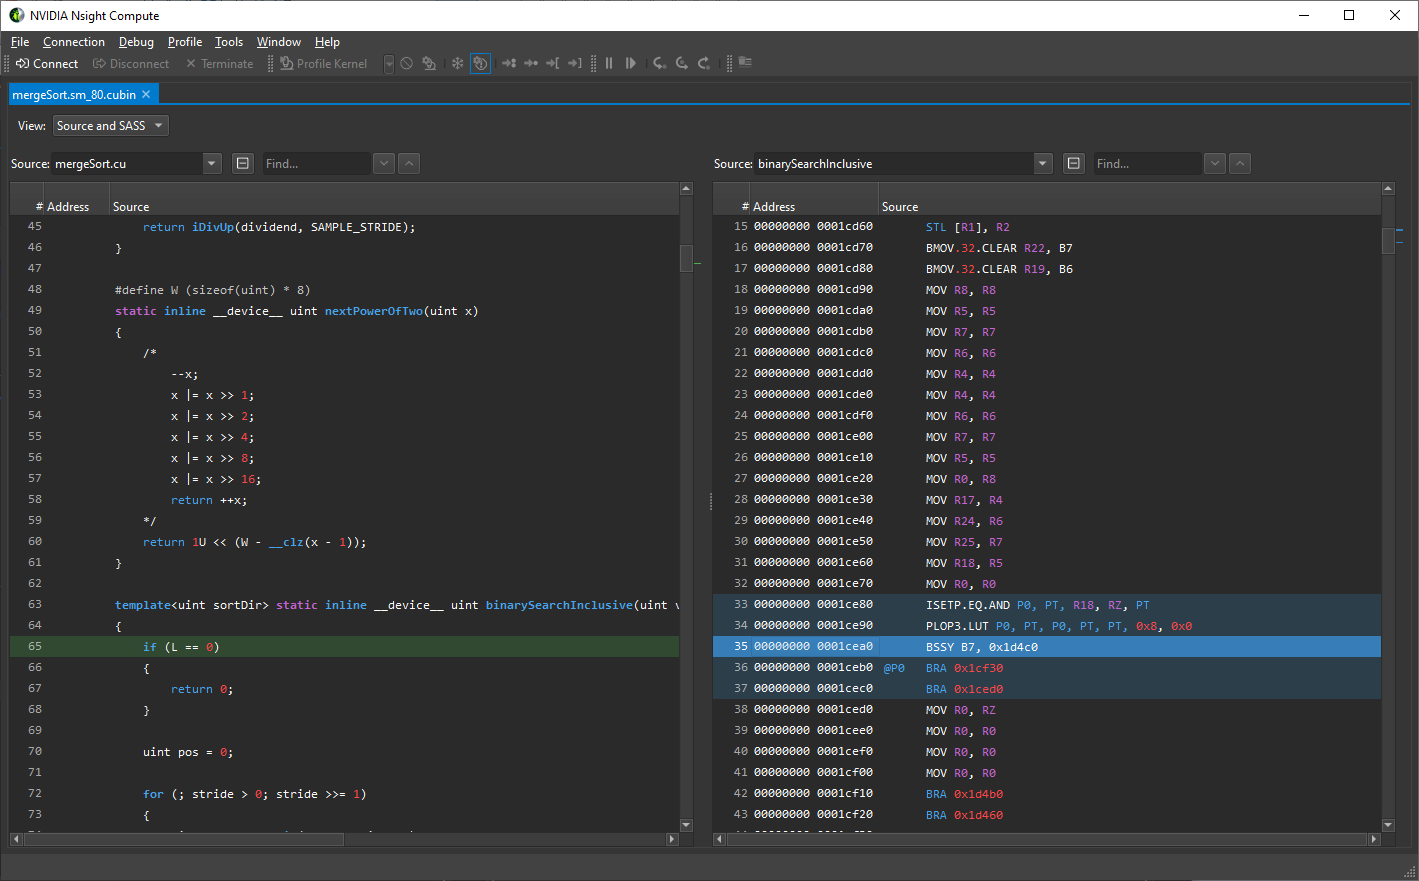 NVIDIA Nsight Compute
File Connection Debug Profile Tools Window Help
Connect Disconnect Terminate Profile Kernel
mergeSort.sm_80.cubin
View: Source and SASS
Source: mergeSort.cu Find...
# Address Source
45 return iDivUp(dividend, SAMPLE_STRIDE);
46 }
47
48 #define W (sizeof(uint) * 8)
49 static inline __device__ uint nextPowerOfTwo(uint x)
50 {
51 /*
52 --x;
53 x |= x >> 1;
54 x |= x >> 2;
55 x |= x >> 4;
56 x |= x >> 8;
57 x |= x >> 16;
58 return ++x;
59 */
60 return 1U << (W - __clz(x - 1));
61 }
62
63 template<uint sortDir> static inline __device__ uint binarySearchInclusive(uint v
64 {
65 if (L == 0)
66 {
67 return 0;
68 }
69
70 uint pos = 0;
71
72 for (; stride > 0; stride >>= 1)
73 {
Source: binarySearchInclusive Find...
# Address Source
15 00000000 0001cd60 STL [R1], R2
16 00000000 0001cd70 BMOV.32.CLEAR R22, B7
17 00000000 0001cd80 BMOV.32.CLEAR R19, B6
18 00000000 0001cd90 MOV R8, R8
19 00000000 0001cda0 MOV R5, R5
20 00000000 0001cdb0 MOV R7, R7
21 00000000 0001cdc0 MOV R6, R6
22 00000000 0001cdd0 MOV R4, R4
23 00000000 0001cde0 MOV R4, R4
24 00000000 0001cdf0 MOV R6, R6
25 00000000 0001ce00 MOV R7, R7
26 00000000 0001ce10 MOV R5, R5
27 00000000 0001ce20 MOV R0, R8
28 00000000 0001ce30 MOV R17, R4
29 00000000 0001ce40 MOV R24, R6
30 00000000 0001ce50 MOV R25, R7
31 00000000 0001ce60 MOV R18, R5
32 00000000 0001ce70 MOV R0, R0
33 00000000 0001ce80 ISETP.EQ.AND P0, PT, R18, RZ, PT
34 00000000 0001ce90 PLOP3.LUT P0, PT, P0, PT, PT, 0x8, 0x0
35 00000000 0001cea0 BSSY B7, 0x1d4c0
36 00000000 0001ceb0 @P0 BRA 0x1cf30
37 00000000 0001cec0 BRA 0x1ced0
38 00000000 0001ced0 MOV R0, RZ
39 00000000 0001cee0 MOV R0, R0
40 00000000 0001cef0 MOV R0, R0
41 00000000 0001cf00 MOV R0, R0
42 00000000 0001cf10 BRA 0x1d4b0
43 00000000 0001cf20 BRA 0x1d460